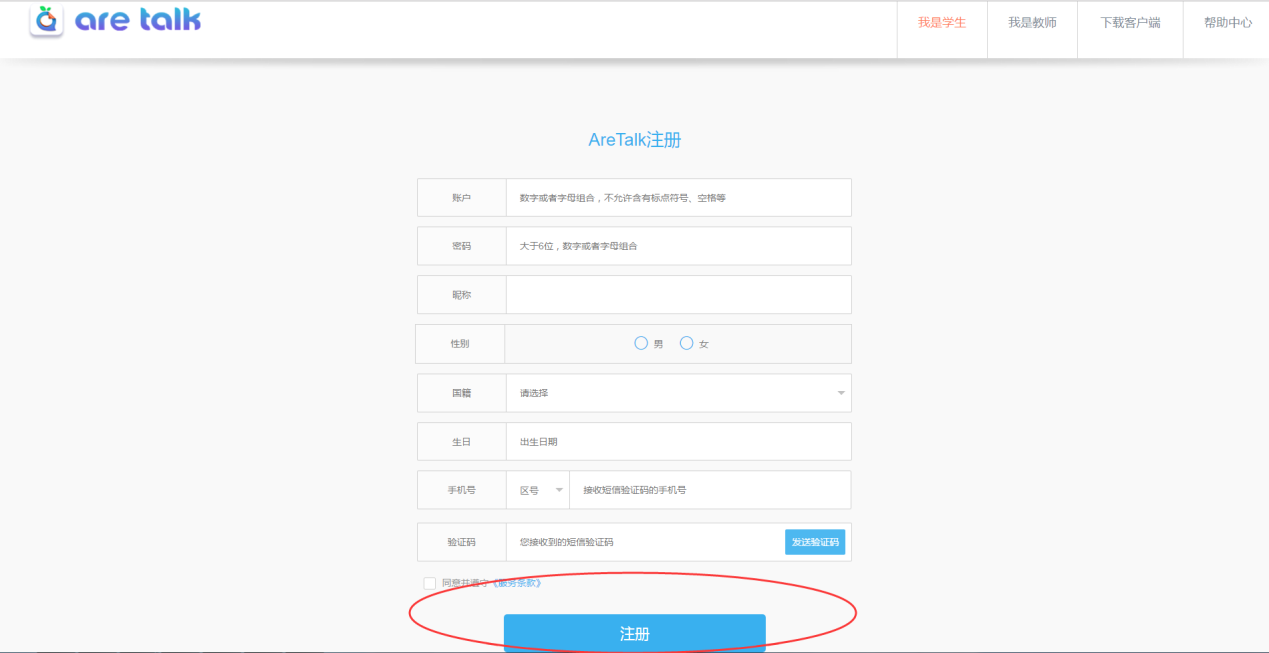 are talk
我是学生
我是教师
下载客户端
帮助中心
AreTalk注册
账户
数字或者字母组合，不允许含有标点符号、空格等
密码
大于6位，数字或者字母组合
昵称
性别
男
女
国籍
请选择
生日
出生日期
手机号
区号
接收短信验证码的手机号
验证码
您接收到的短信验证码
发送验证码
同意并遵守《服务条款》
注册